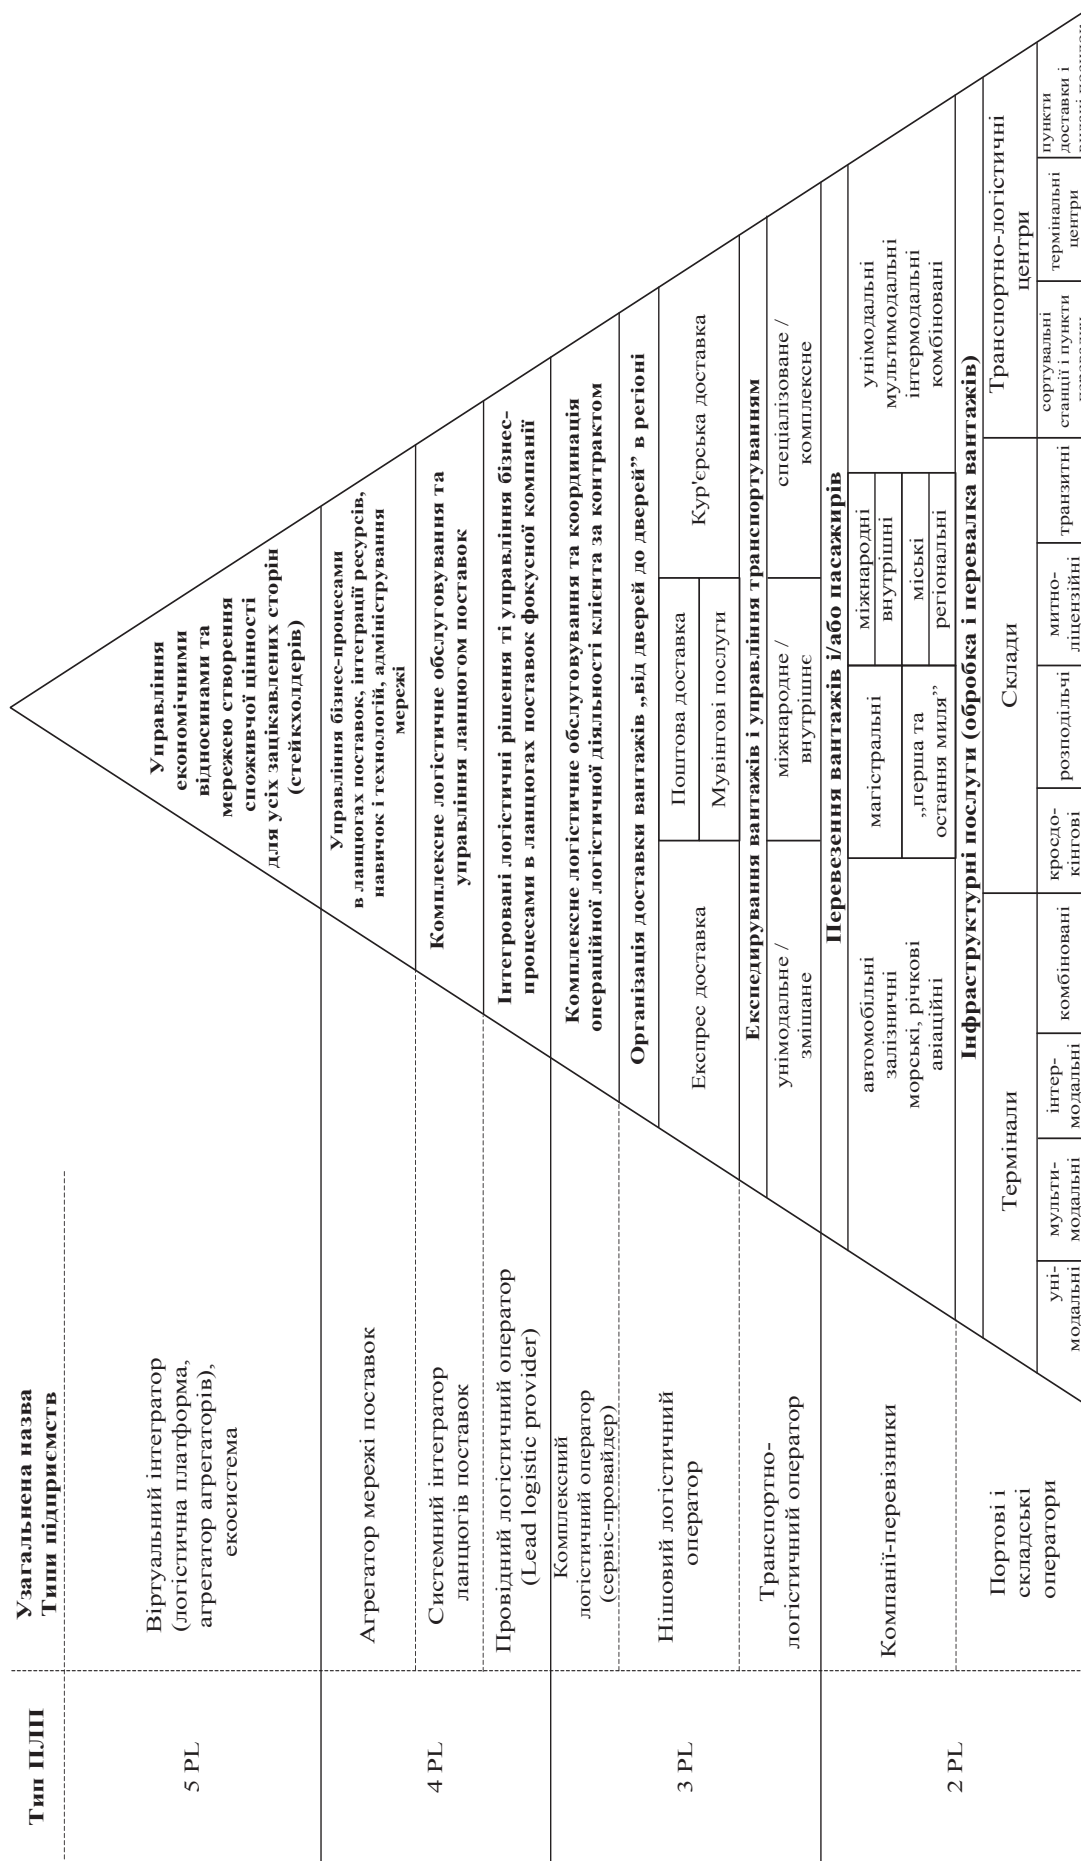 Тип ПЛП
Узагальнена назва
Типи підприємств
5 PL
Віртуальний інтегратор
(логістична платформа,
агрегатор агрегаторів),
екосистема
Управління
економічними
відносинами та
мережею створення
споживчої цінності
для усіх зацікавлених сторін
(стейкхолдерів)
4 PL
Агрегатор мережі поставок
Управління бізнес-процесами
в ланцюгах поставок, інтеграції ресурсів,
навичок і технологій, адміністрування
мережі
Системний інтегратор
ланцюгів поставок
Комплексне логістичне обслуговування та
управління ланцюгом поставок
Провідний логістичний оператор
(Lead logistic provider)
Інтегровані логістичні рішення ті управління бізнес-
процесами в ланцюгах поставок фокусної компанії
3 PL
Комплексний
логістичний оператор
(сервіс-провайдер)
Комплексне логістичне обслуговування та координація
операційної логістичної діяльності клієнта за контрактом
Нішовий логістичний
оператор
Організація доставки вантажів „від дверей до дверей” в регіоні
Експрес доставка
Поштова доставка
Мувінгові послуги
Кур'єрська доставка
Транспортно-
логістичний оператор
Експедирування вантажів і управління транспортуванням
унімодальне /
змішане
міжнародне /
внутрішнє
спеціалізоване /
комплексне
2 PL
Компанії-перевізники
Перевезення вантажів і/або пасажирів
автомобільні
залізничні
морські, річкові
авіаційні
магістральні
„перша та
остання миля”
міжнародні
внутрішні
міські
регіональні
унімодальні
мультимодальні
інтермодальні
комбіновані
Портові і
складські
оператори
Інфраструктурні послуги (обробка і перевалка вантажів)
Термінали
Склади
Транспортно-логістичні
центри
уні-
модальні
мульти-
модальні
інтер-
модальні
комбіновані
кросдо-
кінгові
розподільчі
митно-
ліцензійні
транзитні
сортувальні
станції і пункти
термінальні
центри
пункти
доставки і